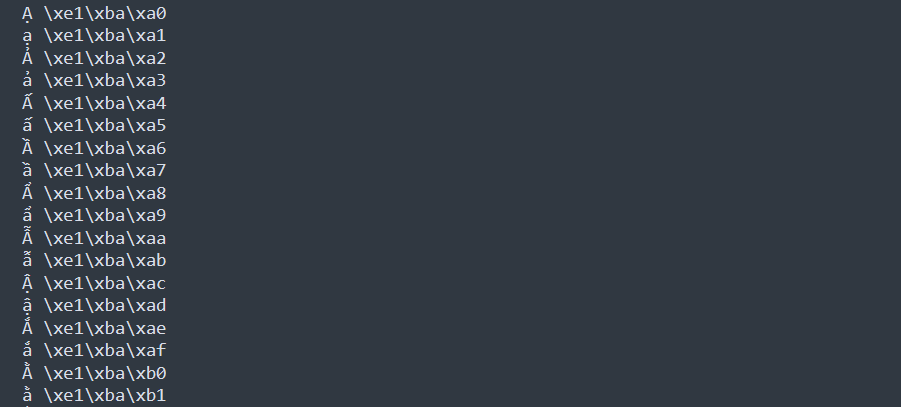 Ạ \xe1\xba\xa0
ạ \xe1\xba\xa1
Ả \xe1\xba\xa2
ả \xe1\xba\xa3
Ấ \xe1\xba\xa4
ấ \xe1\xba\xa5
Ầ \xe1\xba\xa6
ầ \xe1\xba\xa7
Ẩ \xe1\xba\xa8
ẩ \xe1\xba\xa9
Ẫ \xe1\xba\xaa
ẫ \xe1\xba\xab
Ậ \xe1\xba\xac
ậ \xe1\xba\xad
Ắ \xe1\xba\xae
ắ \xe1\xba\xaf
Ằ \xe1\xba\xb0
ằ \xe1\xba\xb1